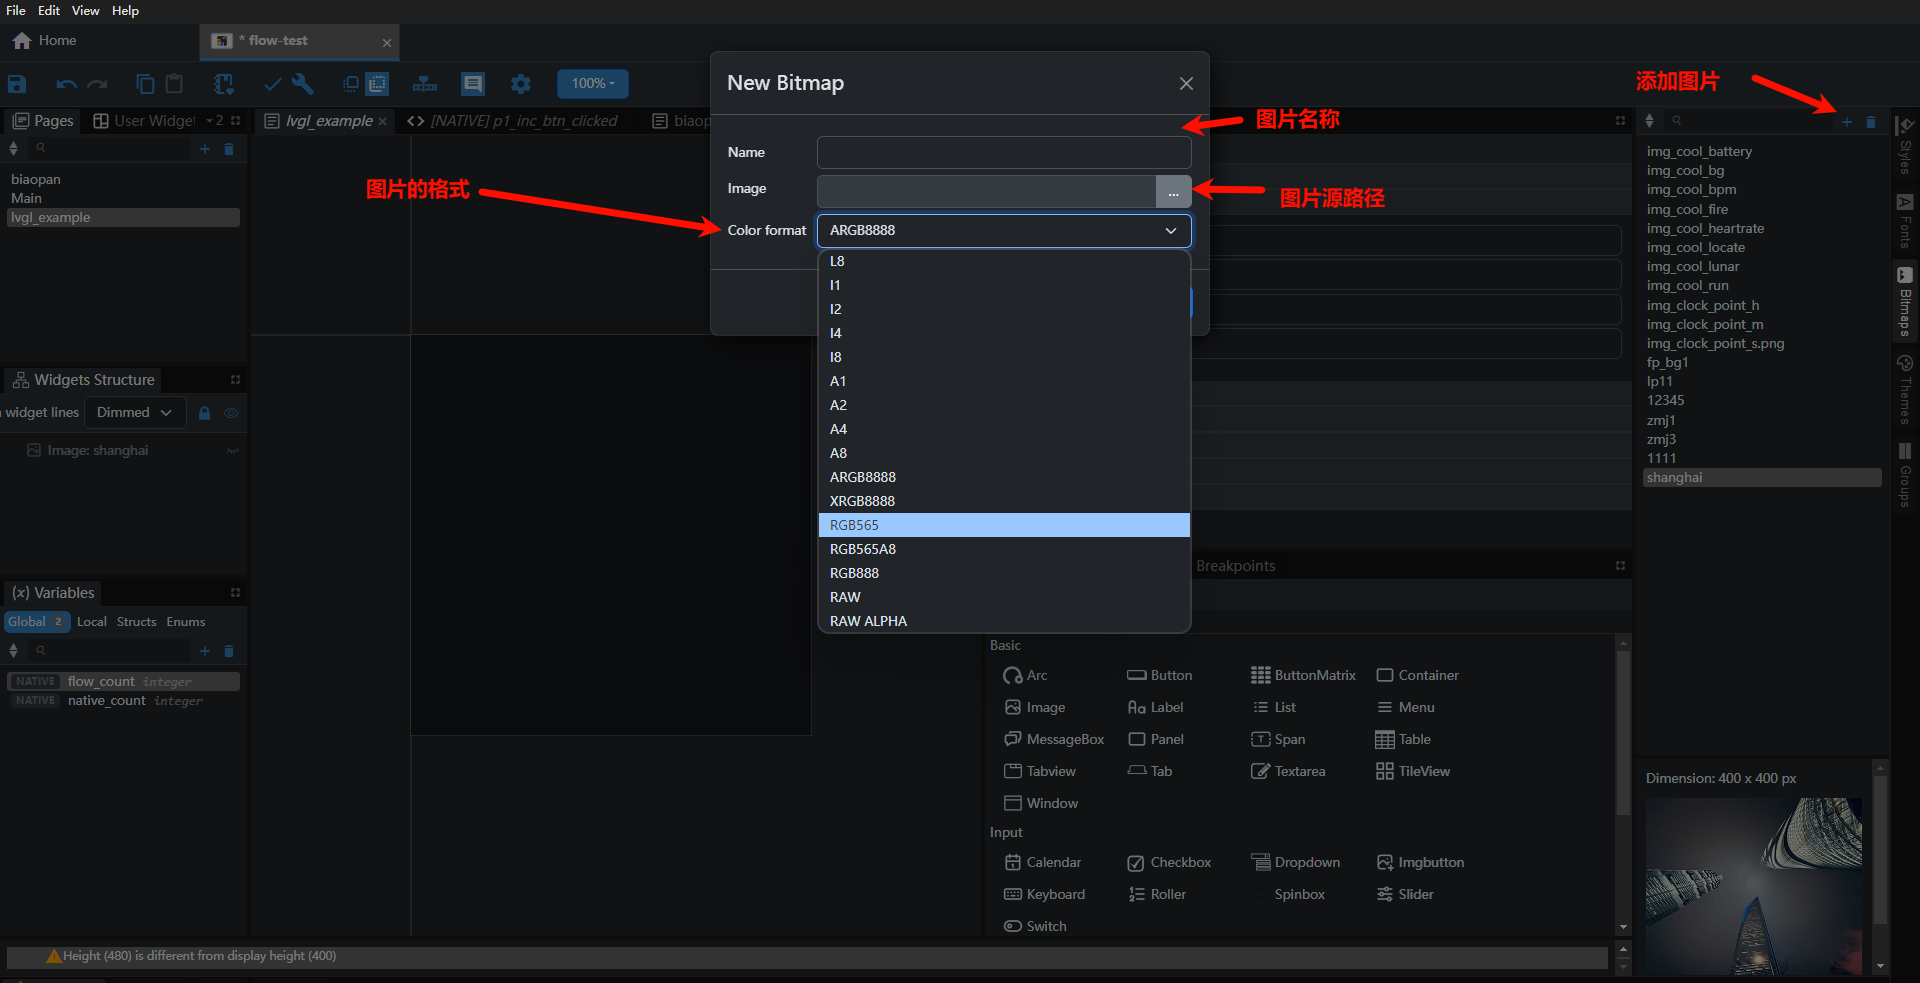 File Edit View Help
Home
* flow-test
100%
New Bitmap
添加图片
Pages
User Widget
2
lvgl_example
[NATIVE] p1_inc_btn_clicked
biaop
图片名称
Name
Image
...
图片的格式
图片源路径
Color format
ARGB8888
L8
I1
I2
I4
I8
A1
A2
A4
A8
ARGB8888
XRGB8888
RGB565
RGB565A8
RGB888
RAW
RAW ALPHA
biaopan
Main
lvgl_example
Widgets Structure
widget lines
Dimmed
Image: shanghai
(x) Variables
Global 2 Local Structs Enums
NATIVE flow_count integer
NATIVE native_count integer
Breakpoints
Basic
Arc Button ButtonMatrix Container
Image Label List Menu
MessageBox Panel Span Table
Tabview Tab Textarea TileView
Window
Input
Calendar Checkbox Dropdown Imgbutton
Keyboard Roller Spinbox Slider
Switch
img_cool_battery
img_cool_bg
img_cool_bpm
img_cool_fire
img_cool_heartrate
img_cool_locate
img_cool_lunar
img_cool_run
img_clock_point_h
img_clock_point_m
img_clock_point_s.png
fp_bg1
lp11
12345
zmj1
zmj3
1111
shanghai
Styles
Fonts
Bitmaps
Themes
Groups
Dimension: 400 x 400 px
Height (480) is different from display height (400)